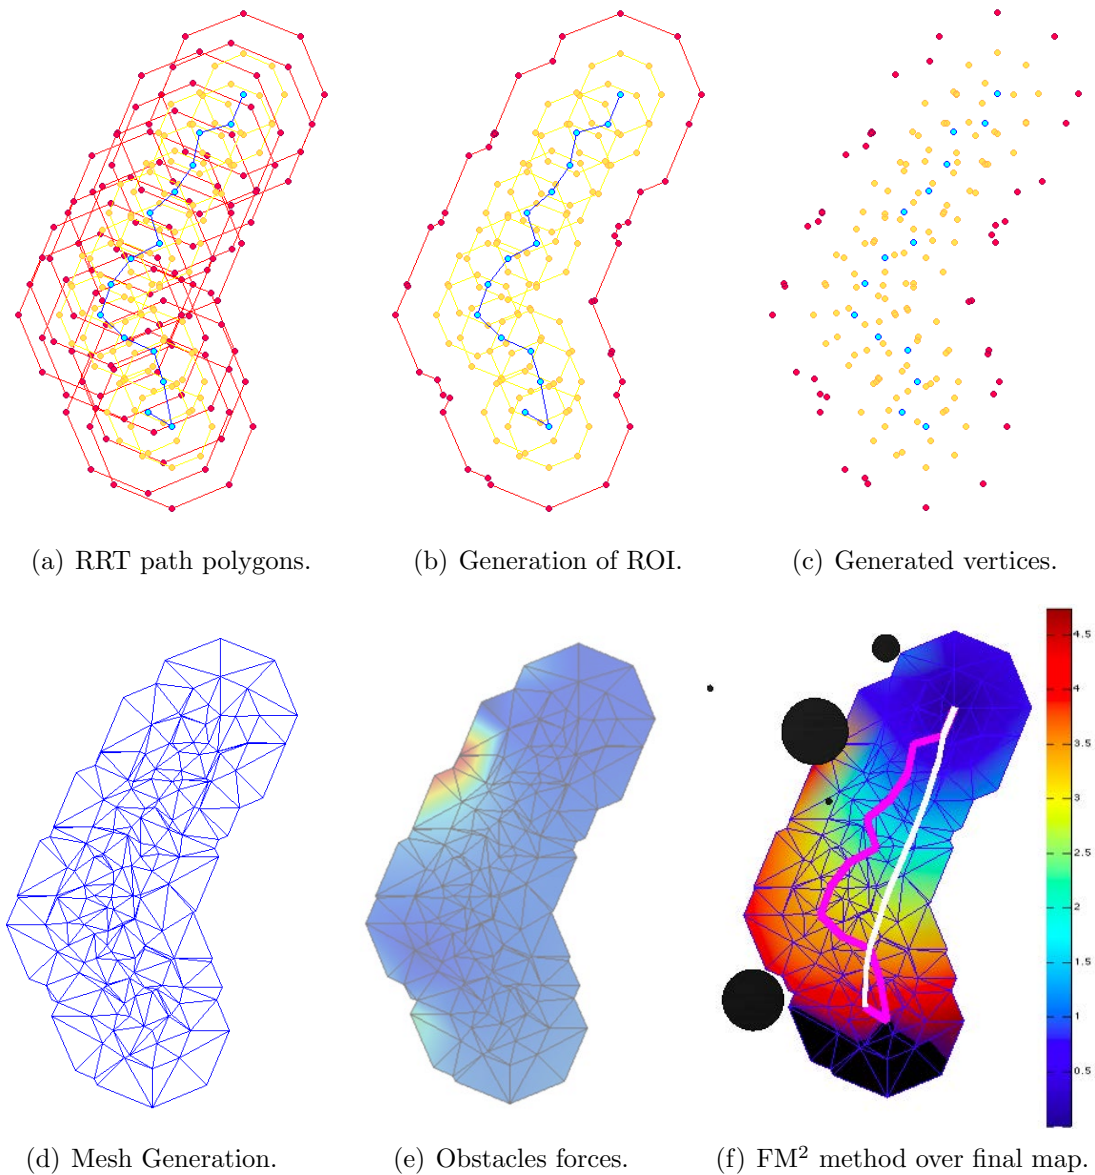 (a) RRT path polygons.
(b) Generation of ROI.
(c) Generated vertices.
4.5
4
3.5
3
2.5
2
1.5
1
0.5
(d) Mesh Generation.
(e) Obstacles forces.
(f) FM² method over final map.